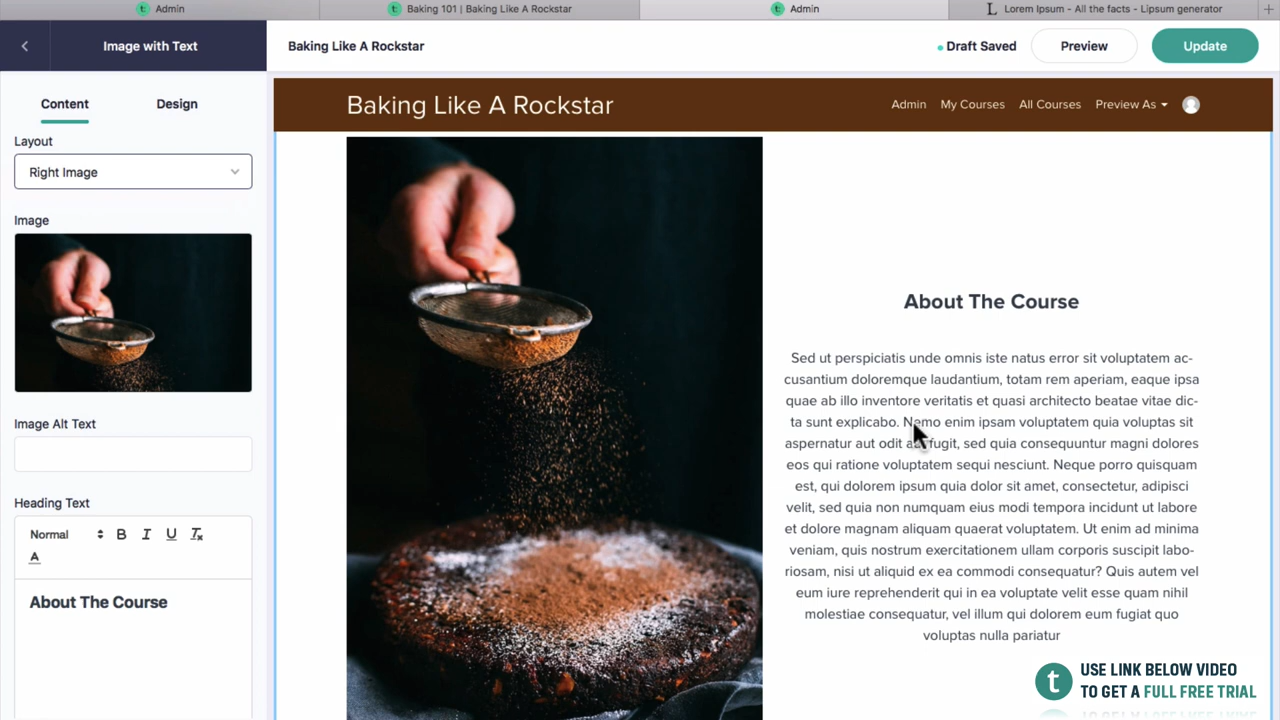 Admin
Baking 101 | Baking Like A Rockstar
Admin
Lorem Ipsum - All the facts - Lipsum generator
Image with Text
Baking Like A Rockstar
Draft Saved
Preview
Update
Content
Design
Layout
Right Image
Image
Image Alt Text
Heading Text
Normal
B I U Tx
A
About The Course
Baking Like A Rockstar
Admin
My Courses
All Courses
Preview As
About The Course
Sed ut perspiciatis unde omnis iste natus error sit voluptatem ac-
cusantium doloremque laudantium, totam rem aperiam, eaque ipsa
quae ab illo inventore veritatis et quasi architecto beatae vitae dic-
ta sunt explicabo. Nemo enim ipsam voluptatem quia voluptas sit
aspernatur aut odit aut fugit, sed quia consequuntur magni dolores
eos qui ratione voluptatem sequi nesciunt. Neque porro quisquam
est, qui dolorem ipsum quia dolor sit amet, consectetur, adipisci
velit, sed quia non numquam eius modi tempora incidunt ut labore
et dolore magnam aliquam quaerat voluptatem. Ut enim ad minima
veniam, quis nostrum exercitationem ullam corporis suscipit labo-
riosam, nisi ut aliquid ex ea commodi consequatur? Quis autem vel
eum iure reprehenderit qui in ea voluptate velit esse quam nihil
molestiae consequatur, vel illum qui dolorem eum fugiat quo
voluptas nulla pariatur
t
USE LINK BELOW VIDEO
TO GET A FULL FREE TRIAL